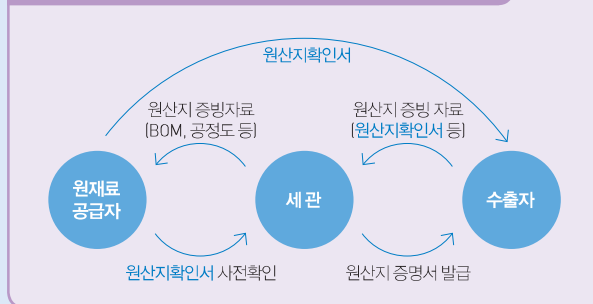 원산지확인서
원산지 증빙자료
(BOM, 공정도 등)
원산지 증빙 자료
(원산지확인서 등)
원재료
공급자
세관
수출자
원산지확인서 사전확인
원산지 증명서 발급